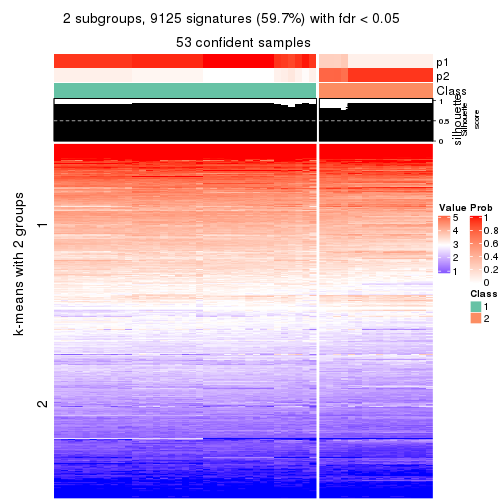 2 subgroups, 9125 signatures (59.7%) with fdr < 0.05
53 confident samples
p1
p2
Class
1
0.5
0
silhouette
Silhouette
score
k-means with 2 groups
1
2
Value
5
4
3
2
1
Prob
1
0.8
0.6
0.4
0.2
0
Class
1
2